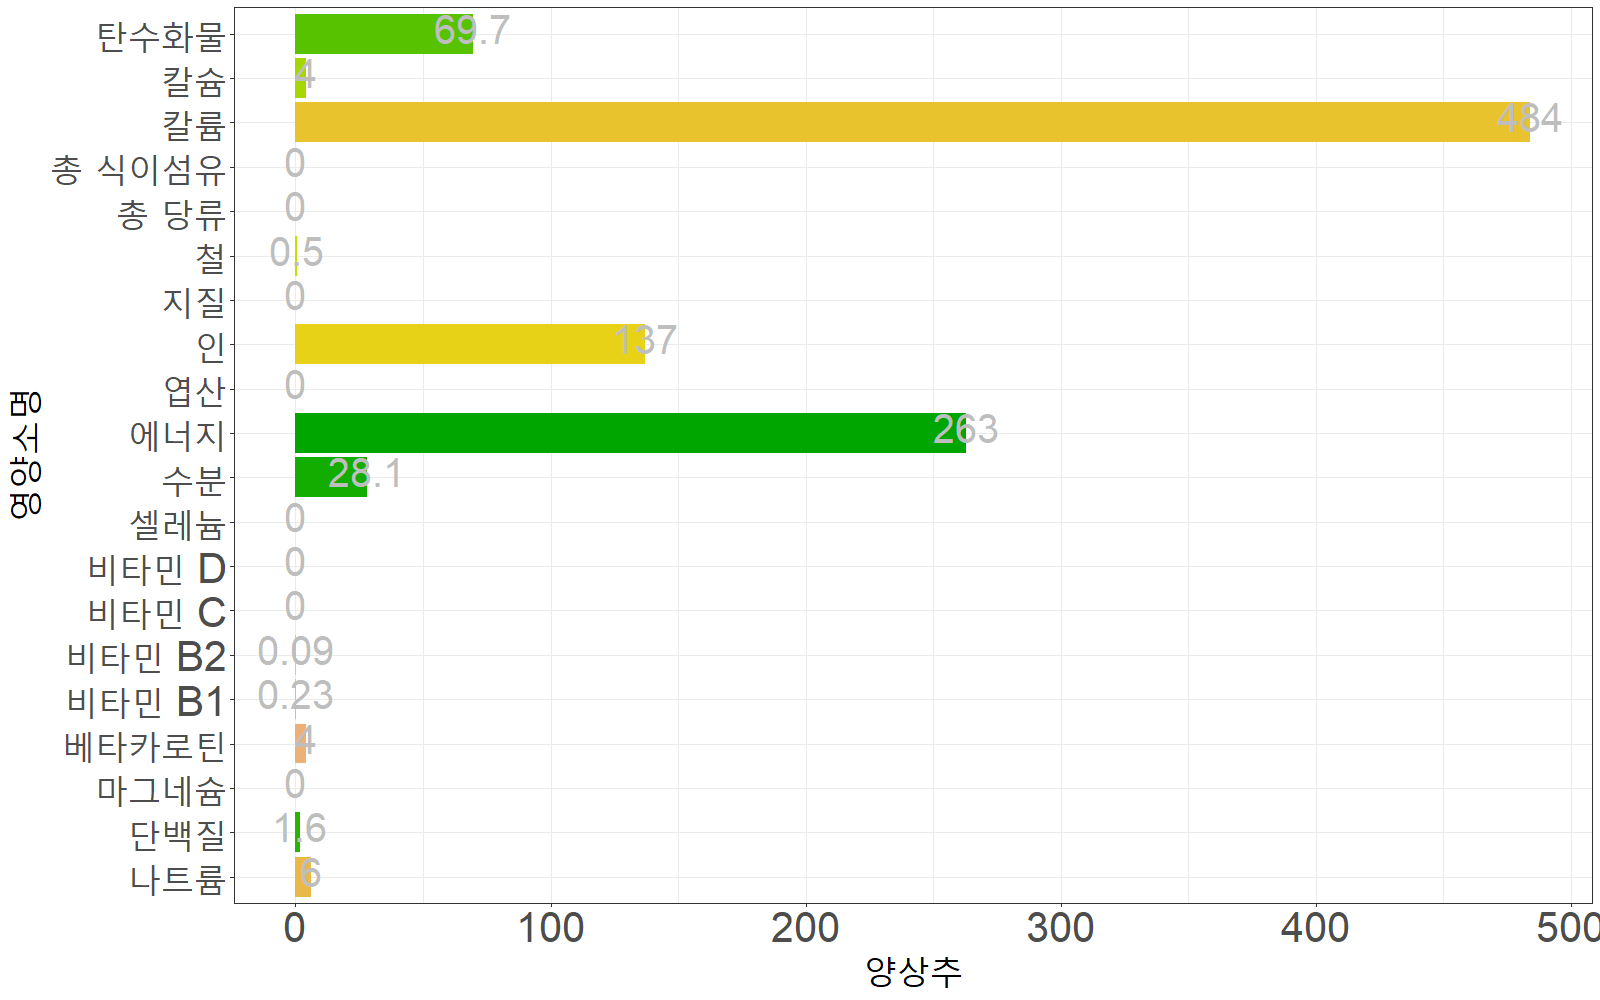 탄수화물 69.7
칼슘 4
칼륨 484
총 식이섬유 0
총 당류 0
철 0.5
지질 0
인 137
엽산 0
에너지 263
수분 28.1
셀레늄 0
비타민 D 0
비타민 C 0
비타민 B2 0.09
비타민 B1 0.23
베타카로틴 4
마그네슘 0
단백질 1.6
나트륨 6
영양소명
0 100 200 300 400 500
양상추